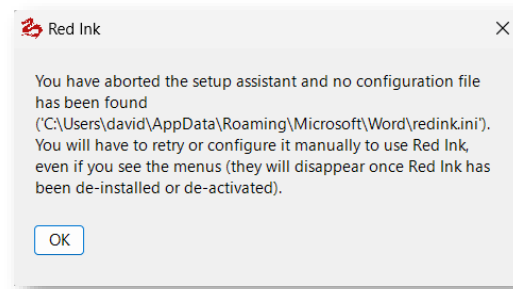 Red Ink
You have aborted the setup assistant and no configuration file
has been found
('C:\Users\david\AppData\Roaming\Microsoft\Word\redink.ini').
You will have to retry or configure it manually to use Red Ink,
even if you see the menus (they will disappear once Red Ink has
been de-installed or de-activated).
OK